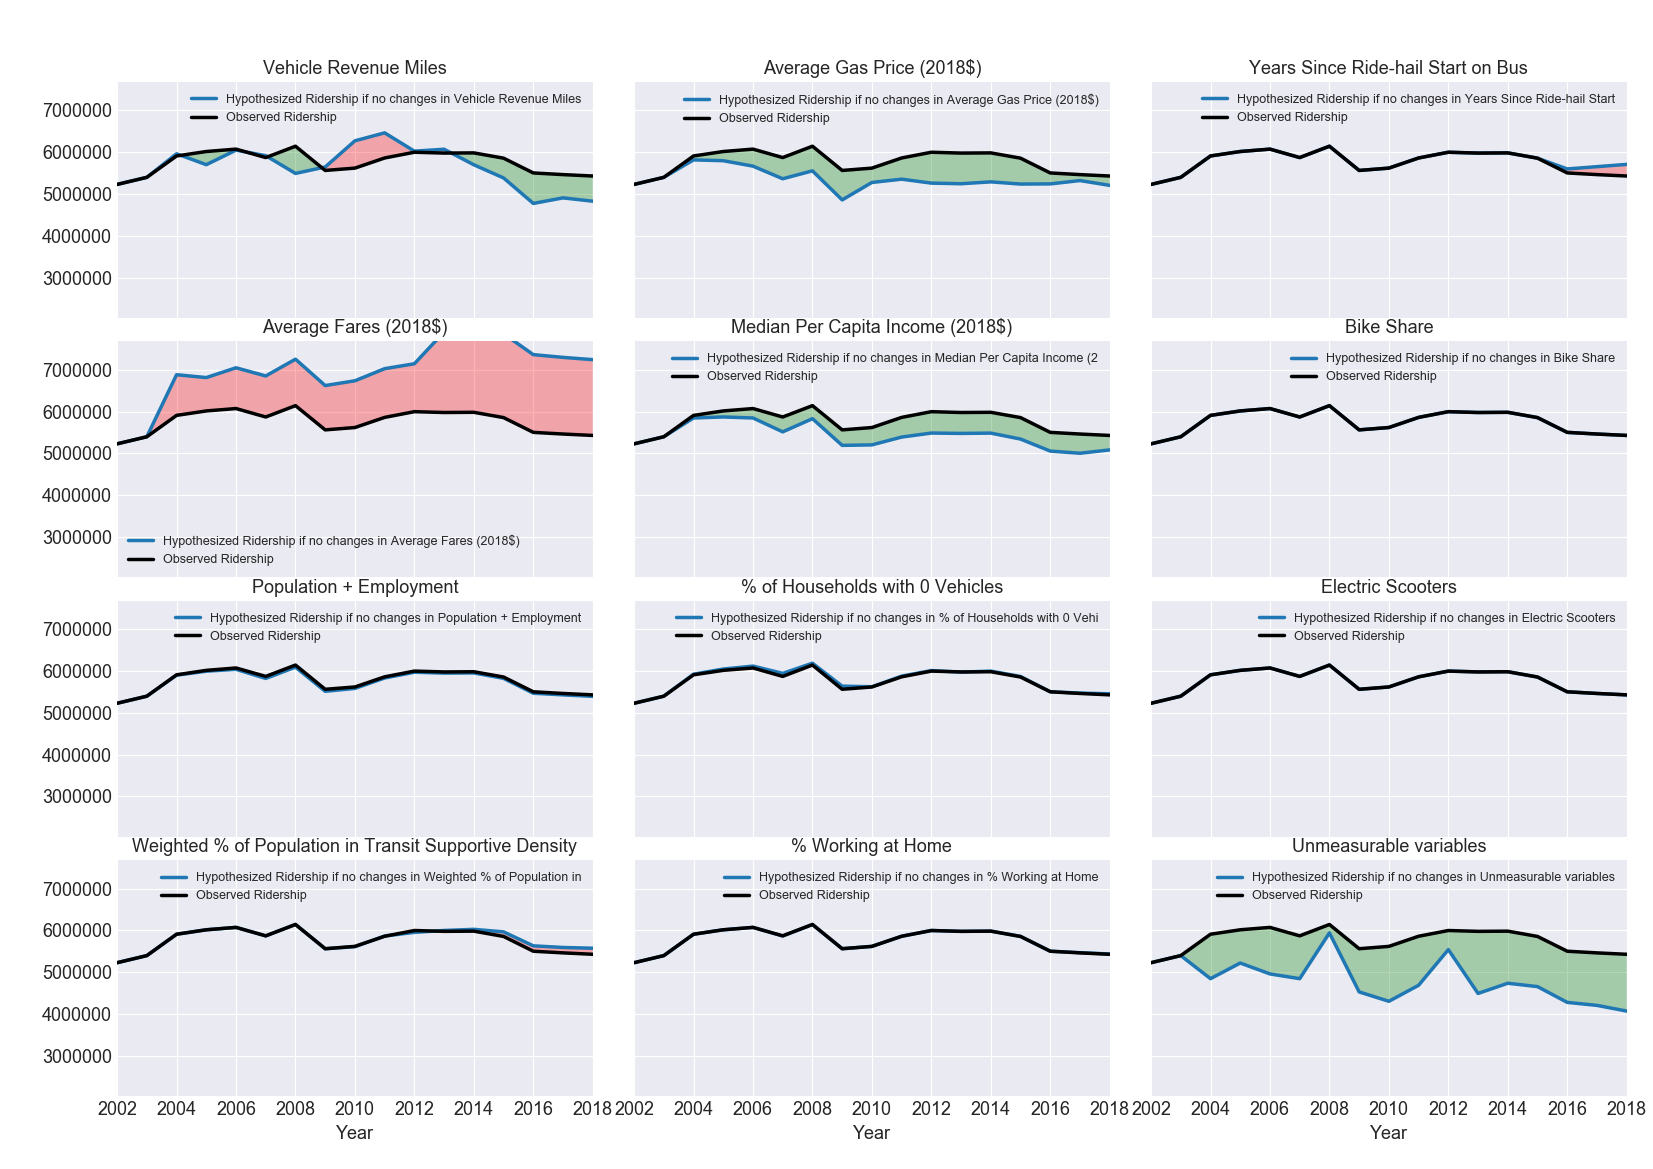 Vehicle Revenue Miles
Hypothesized Ridership if no changes in Vehicle Revenue Miles
Observed Ridership
7000000
6000000
5000000
4000000
3000000
Average Gas Price (2018$)
Hypothesized Ridership if no changes in Average Gas Price (2018$)
Observed Ridership
Years Since Ride-hail Start on Bus
Hypothesized Ridership if no changes in Years Since Ride-hail Start
Observed Ridership
Average Fares (2018$)
7000000
6000000
5000000
4000000
3000000
Hypothesized Ridership if no changes in Average Fares (2018$)
Observed Ridership
Median Per Capita Income (2018$)
Hypothesized Ridership if no changes in Median Per Capita Income (2
Observed Ridership
Bike Share
Hypothesized Ridership if no changes in Bike Share
Observed Ridership
Population + Employment
Hypothesized Ridership if no changes in Population + Employment
Observed Ridership
7000000
6000000
5000000
4000000
3000000
% of Households with 0 Vehicles
Hypothesized Ridership if no changes in % of Households with 0 Vehi
Observed Ridership
Electric Scooters
Hypothesized Ridership if no changes in Electric Scooters
Observed Ridership
Weighted % of Population in Transit Supportive Density
Hypothesized Ridership if no changes in Weighted % of Population in
Observed Ridership
7000000
6000000
5000000
4000000
3000000
2002 2004 2006 2008 2010 2012 2014 2016 2018
Year
% Working at Home
Hypothesized Ridership if no changes in % Working at Home
Observed Ridership
2002 2004 2006 2008 2010 2012 2014 2016 2018
Year
Unmeasurable variables
Hypothesized Ridership if no changes in Unmeasurable variables
Observed Ridership
2002 2004 2006 2008 2010 2012 2014 2016 2018
Year